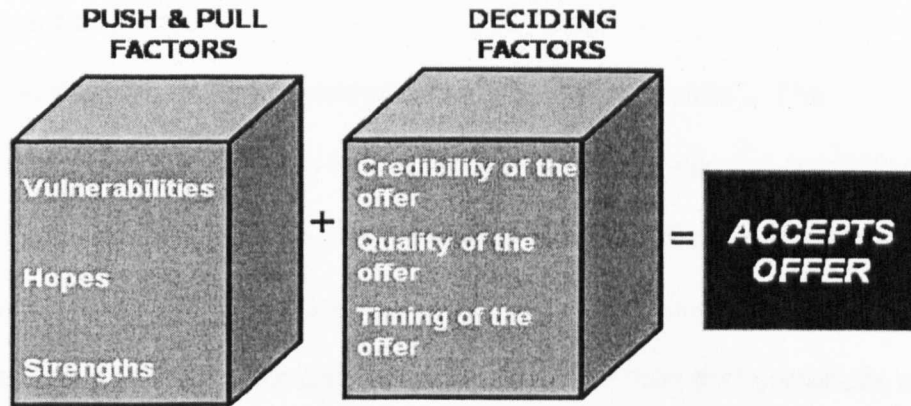 PUSH & PULL
FACTORS
Vulnerabilities
Hopes
Strengths
+
DECIDING
FACTORS
Credibility of the
offer
Quality of the
offer
Timing of the
offer
=
ACCEPTS
OFFER